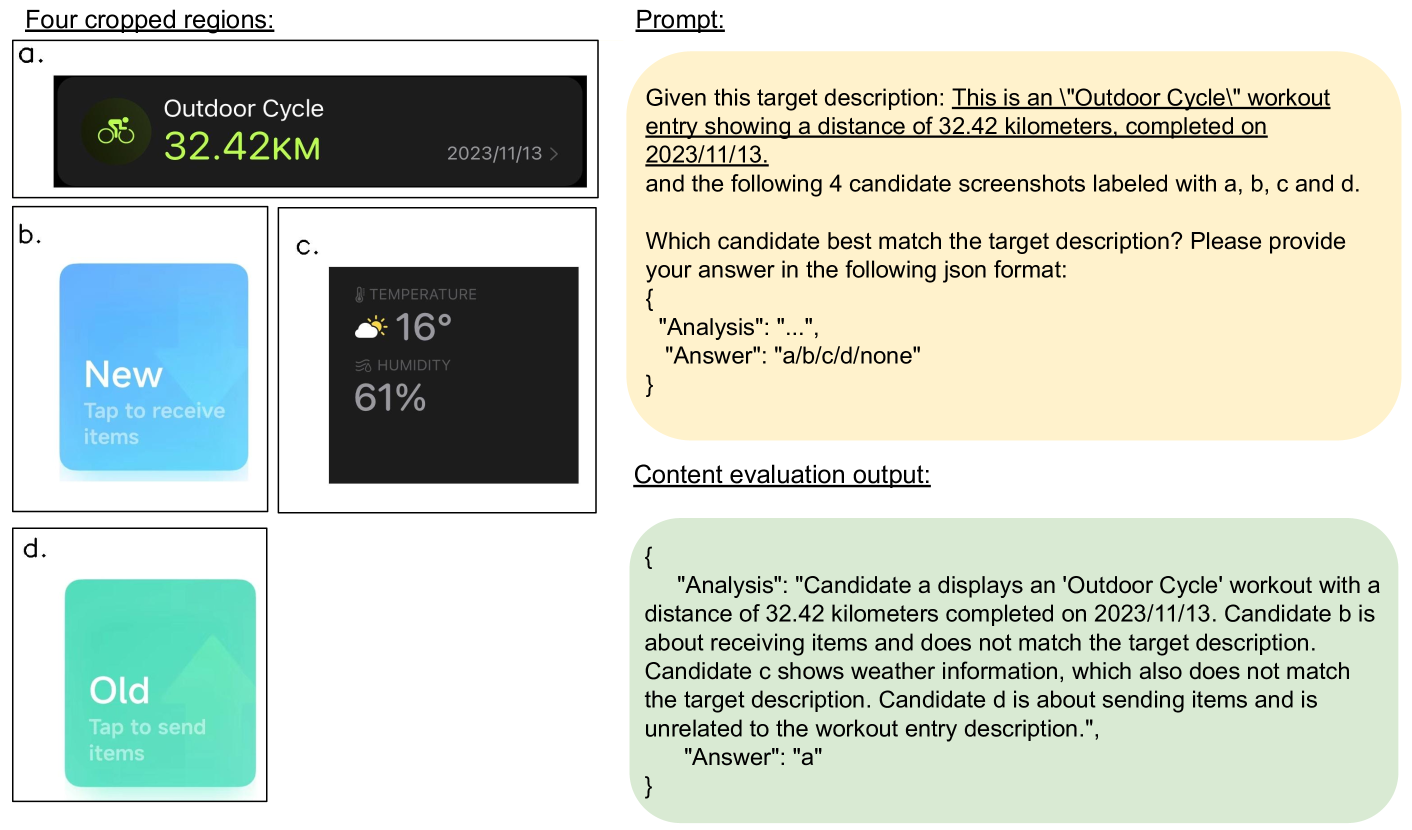 Four cropped regions:
a.
Outdoor Cycle
32.42KM
2023/11/13 >
b.
New
Tap to receive
items
c.
TEMPERATURE
16°
HUMIDITY
61%
d.
Old
Tap to send
items
Prompt:
Given this target description: This is an \"Outdoor Cycle\" workout
entry showing a distance of 32.42 kilometers, completed on
2023/11/13.
and the following 4 candidate screenshots labeled with a, b, c and d.
Which candidate best match the target description? Please provide
your answer in the following json format:
{
"Analysis": "...",
"Answer": "a/b/c/d/none"
}
Content evaluation output:
{
"Analysis": "Candidate a displays an 'Outdoor Cycle' workout with a
distance of 32.42 kilometers completed on 2023/11/13. Candidate b is
about receiving items and does not match the target description.
Candidate c shows weather information, which also does not match
the target description. Candidate d is about sending items and is
unrelated to the workout entry description.",
"Answer": "a"
}